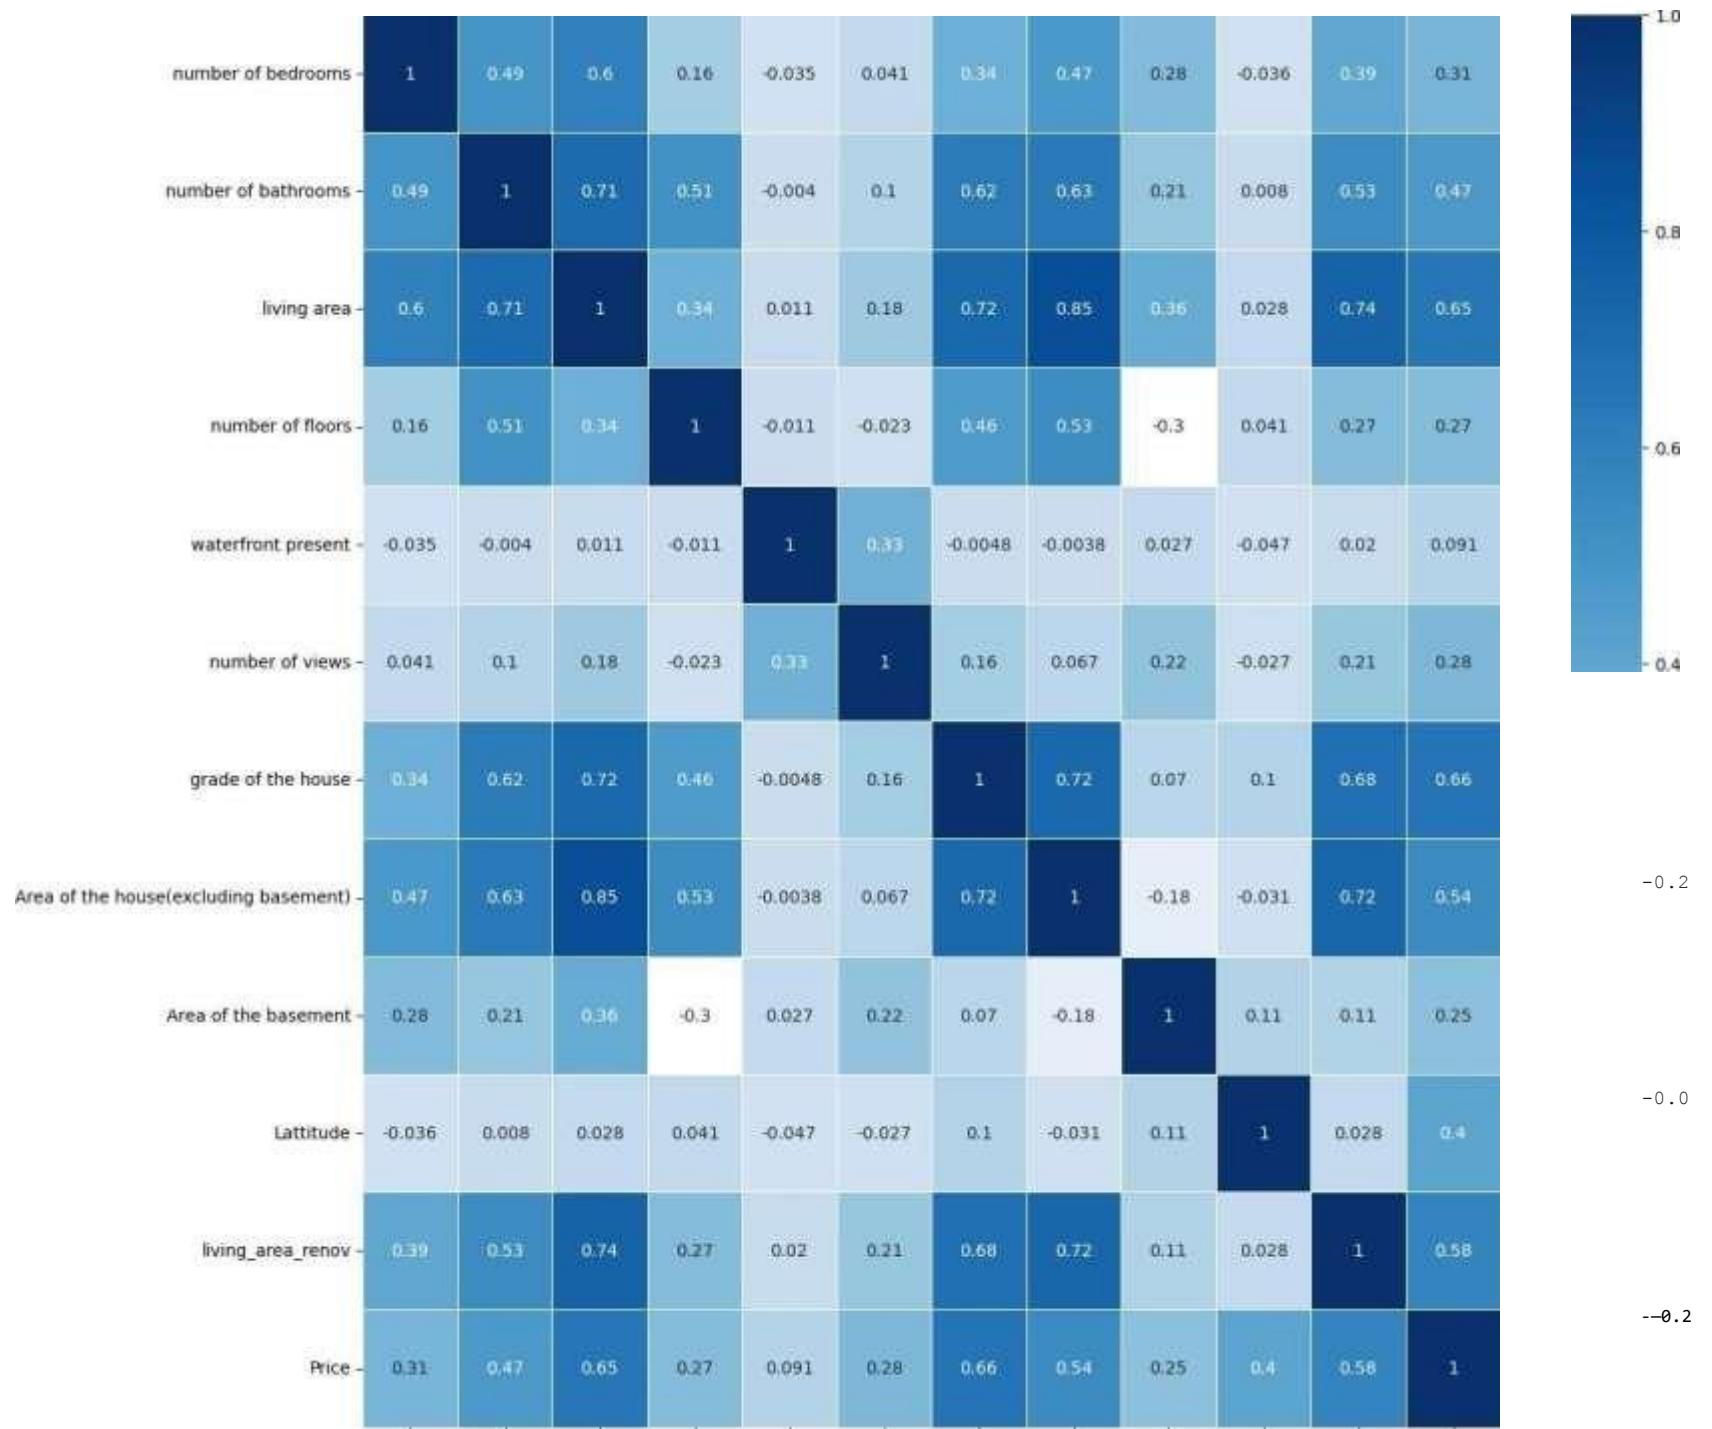 number of bedrooms 1 0.49 0.6 0.16 -0.035 0.041 0.34 0.47 0.28 -0.036 0.39 0.31
number of bathrooms 0.49 1 0.71 0.51 -0.004 0.1 0.62 0.63 0.21 0.008 0.53 0.47
living area 0.6 0.71 1 0.34 0.011 0.18 0.72 0.85 0.36 0.028 0.74 0.65
number of floors 0.16 0.51 0.34 1 -0.011 -0.023 0.46 0.53 -0.3 0.041 0.27 0.27
waterfront present -0.035 -0.004 0.011 -0.011 1 0.33 -0.0048 -0.0038 0.027 -0.047 0.02 0.091
number of views 0.041 0.1 0.18 -0.023 0.33 1 0.16 0.067 0.22 -0.027 0.21 0.28
grade of the house 0.34 0.62 0.72 0.46 -0.0048 0.16 1 0.72 0.07 0.1 0.68 0.66
Area of the house(excluding basement) 0.47 0.63 0.85 0.53 -0.0038 0.067 0.72 1 -0.18 -0.031 0.72 0.54
Area of the basement 0.28 0.21 0.36 -0.3 0.027 0.22 0.07 -0.18 1 0.11 0.11 0.25
Lattitude -0.036 0.008 0.028 0.041 -0.047 -0.027 0.1 -0.031 0.11 1 0.028 0.4
living_area_renov 0.39 0.53 0.74 0.27 0.02 0.21 0.68 0.72 0.11 0.028 1 0.58
Price 0.31 0.47 0.65 0.27 0.091 0.28 0.66 0.54 0.25 0.4 0.58 1
1.0
0.8
0.6
0.4
-0.2
-0.0
-—0.2